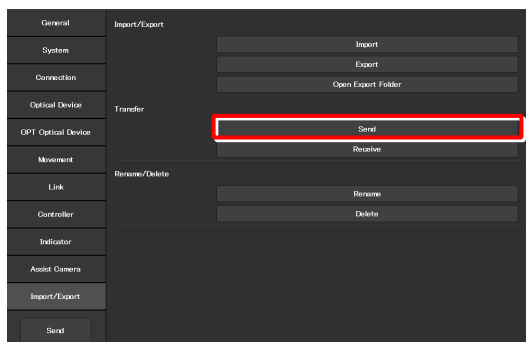 General
System
Connection
Optical Device
OPT Optical Device
Movement
Link
Controller
Indicator
Assist Camera
Import/Export
Send
Import/Export
Import
Export
Open Export Folder
Transfer
Send
Receive
Rename/Delete
Rename
Delete